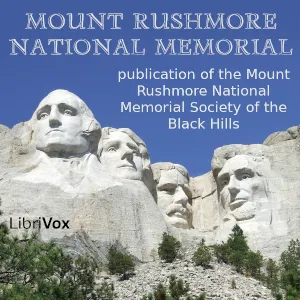 MOUNT RUSHMORE
NATIONAL MEMORIAL
publication of the Mount
Rushmore National
Memorial Society of the
Black Hills
LibriVox